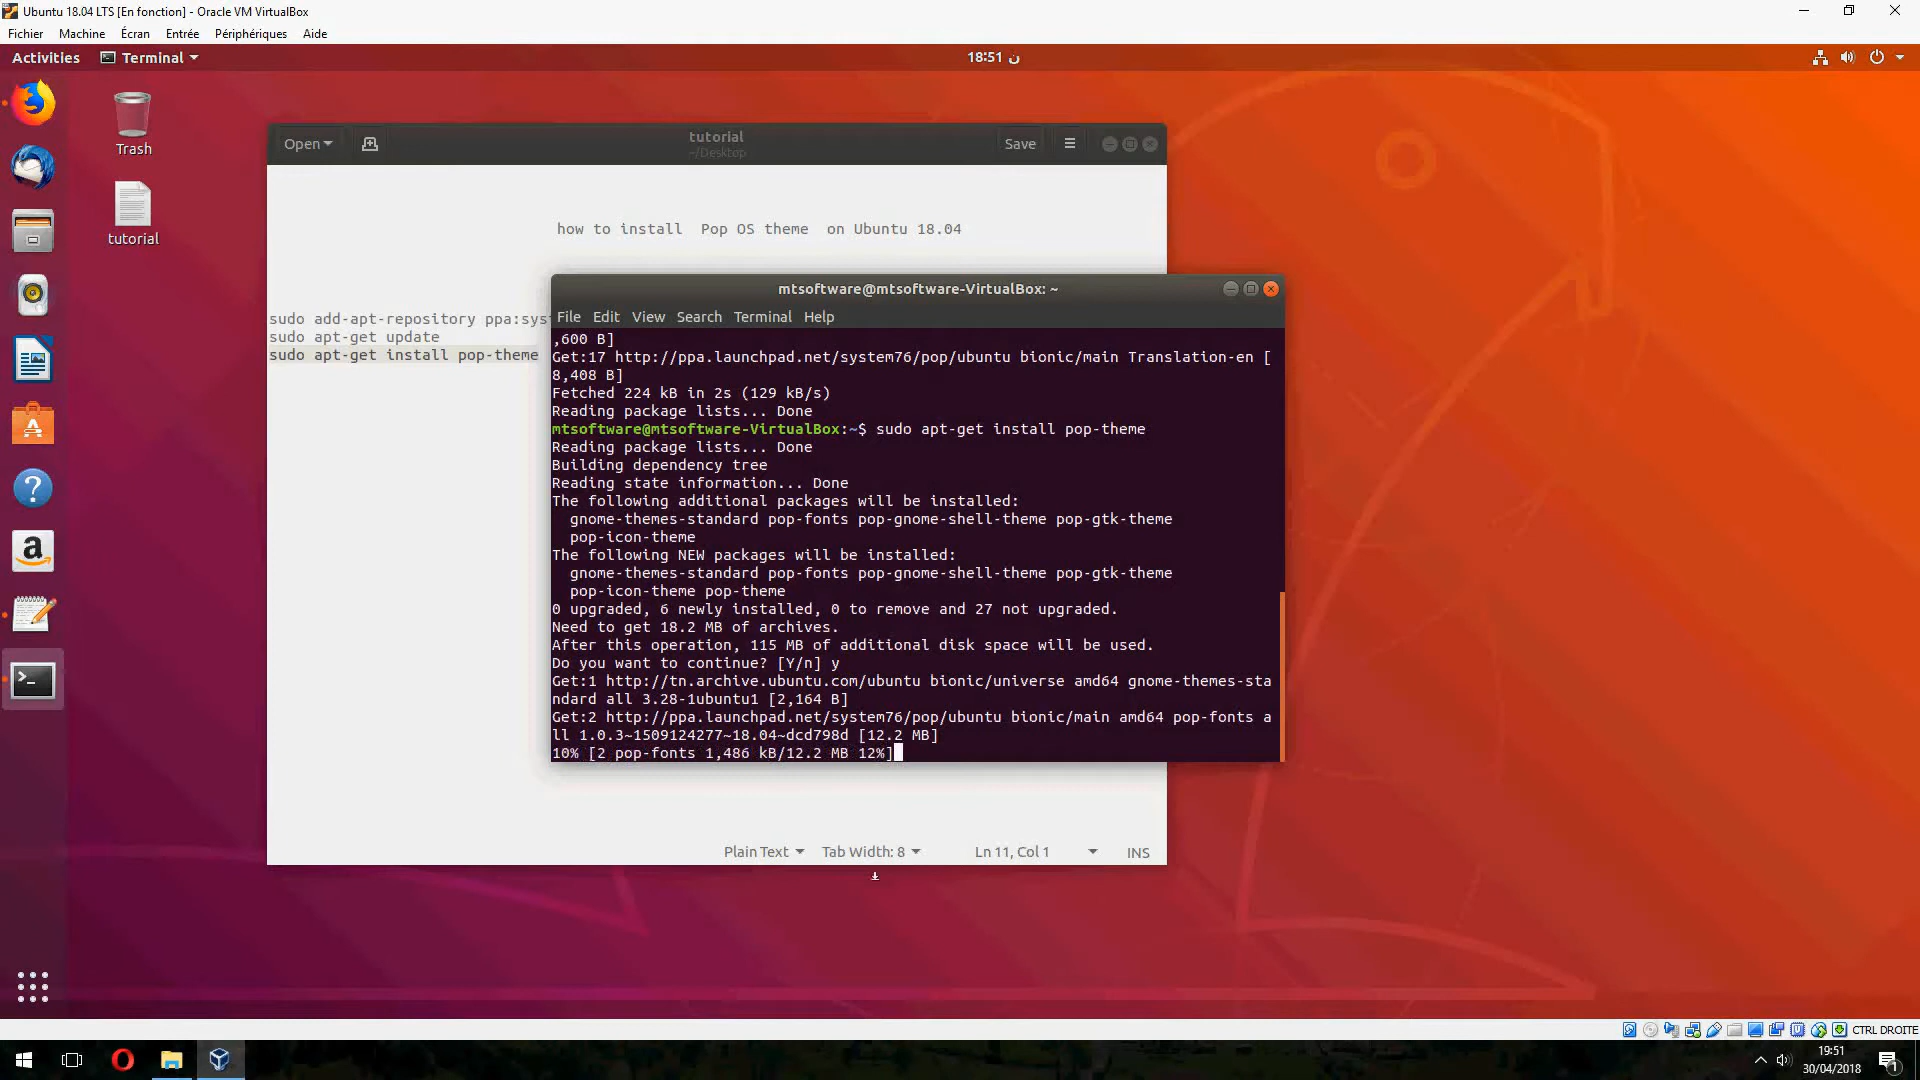 Ubuntu 18.04 LTS [En fonction] - Oracle VM VirtualBox
Fichier Machine Écran Entrée Périphériques Aide
Activities Terminal 18:51 ن
Trash
tutorial
Open tutorial Save
~/Desktop
how to install Pop OS theme on Ubuntu 18.04
sudo add-apt-repository ppa:sys
sudo apt-get update
sudo apt-get install pop-theme
mtsoftware@mtsoftware-VirtualBox: ~
File Edit View Search Terminal Help
,600 B]
Get:17 http://ppa.launchpad.net/system76/pop/ubuntu bionic/main Translation-en [
8,408 B]
Fetched 224 kB in 2s (129 kB/s)
Reading package lists... Done
mtsoftware@mtsoftware-VirtualBox:~$ sudo apt-get install pop-theme
Reading package lists... Done
Building dependency tree
Reading state information... Done
The following additional packages will be installed:
gnome-themes-standard pop-fonts pop-gnome-shell-theme pop-gtk-theme
pop-icon-theme
The following NEW packages will be installed:
gnome-themes-standard pop-fonts pop-gnome-shell-theme pop-gtk-theme
pop-icon-theme pop-theme
0 upgraded, 6 newly installed, 0 to remove and 27 not upgraded.
Need to get 18.2 MB of archives.
After this operation, 115 MB of additional disk space will be used.
Do you want to continue? [Y/n] y
Get:1 http://tn.archive.ubuntu.com/ubuntu bionic/universe amd64 gnome-themes-sta
ndard all 3.28-1ubuntu1 [2,164 B]
Get:2 http://ppa.launchpad.net/system76/pop/ubuntu bionic/main amd64 pop-fonts a
ll 1.0.3~1509124277~18.04~dcd798d [12.2 MB]
10% [2 pop-fonts 1,486 kB/12.2 MB 12%]
Plain Text Tab Width: 8 Ln 11, Col 1 INS
CTRL DROITE
19:51
30/04/2018
1